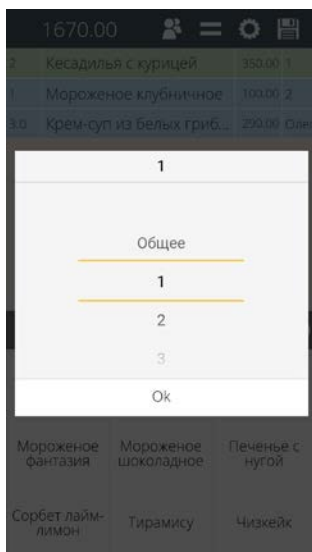 1670.00
2 Кесадилья с курицей 350.00 1
1 Мороженое клубничное 100.00 2
3.0 Крем-суп из белых гриб... 290.00
1
Общее
1
2
3
Ok
Мороженое фантазия
Мороженое шоколадное
Печенье с нугой
Сорбет лайм-лимон
Тирамису
Чизкейк